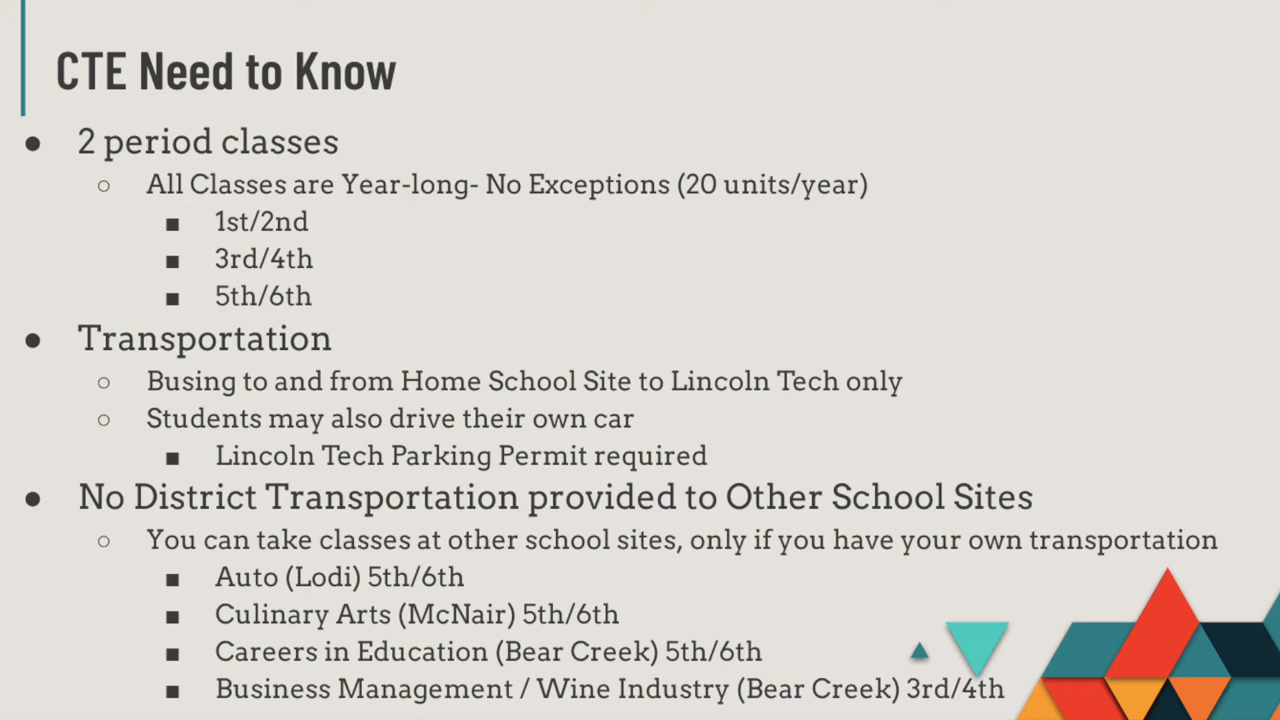 CTE Need to Know
● 2 period classes
○ All Classes are Year-long- No Exceptions (20 units/year)
■ 1st/2nd
■ 3rd/4th
■ 5th/6th
● Transportation
○ Busing to and from Home School Site to Lincoln Tech only
○ Students may also drive their own car
■ Lincoln Tech Parking Permit required
● No District Transportation provided to Other School Sites
○ You can take classes at other school sites, only if you have your own transportation
■ Auto (Lodi) 5th/6th
■ Culinary Arts (McNair) 5th/6th
■ Careers in Education (Bear Creek) 5th/6th
■ Business Management / Wine Industry (Bear Creek) 3rd/4th